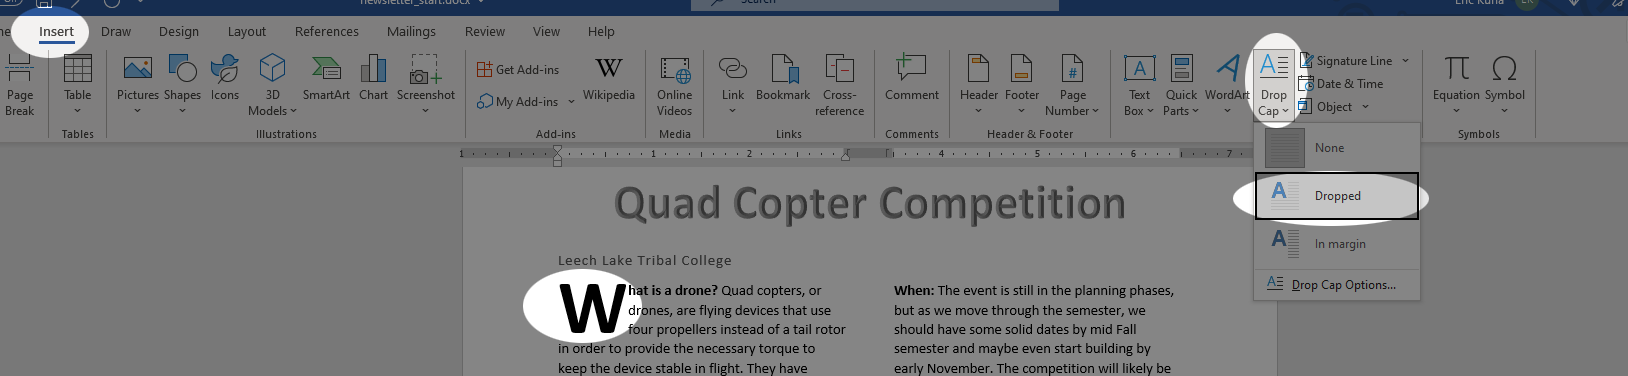 newsletter_start.docx
Search
Insert Draw Design Layout References Mailings Review View Help
Page Break
Table
Pictures Shapes Icons 3D Models SmartArt Chart Screenshot
Get Add-ins
My Add-ins
Wikipedia
Online Videos
Link Bookmark Cross-reference
Comment
Header Footer Page Number
Text Box Quick Parts WordArt Drop Cap
Signature Line
Date & Time
Object
Equation Symbol
Tables Illustrations Add-ins Media Links Comments Header & Footer Symbols
None
Dropped
In margin
Drop Cap Options...
1 1 2 3 4 5 6 7
Quad Copter Competition
Leech Lake Tribal College
What is a drone? Quad copters, or
drones, are flying devices that use
four propellers instead of a tail rotor
in order to provide the necessary torque to
keep the device stable in flight. They have
When: The event is still in the planning phases,
but as we move through the semester, we
should have some solid dates by mid Fall
semester and maybe even start building by
early November. The competition will likely be